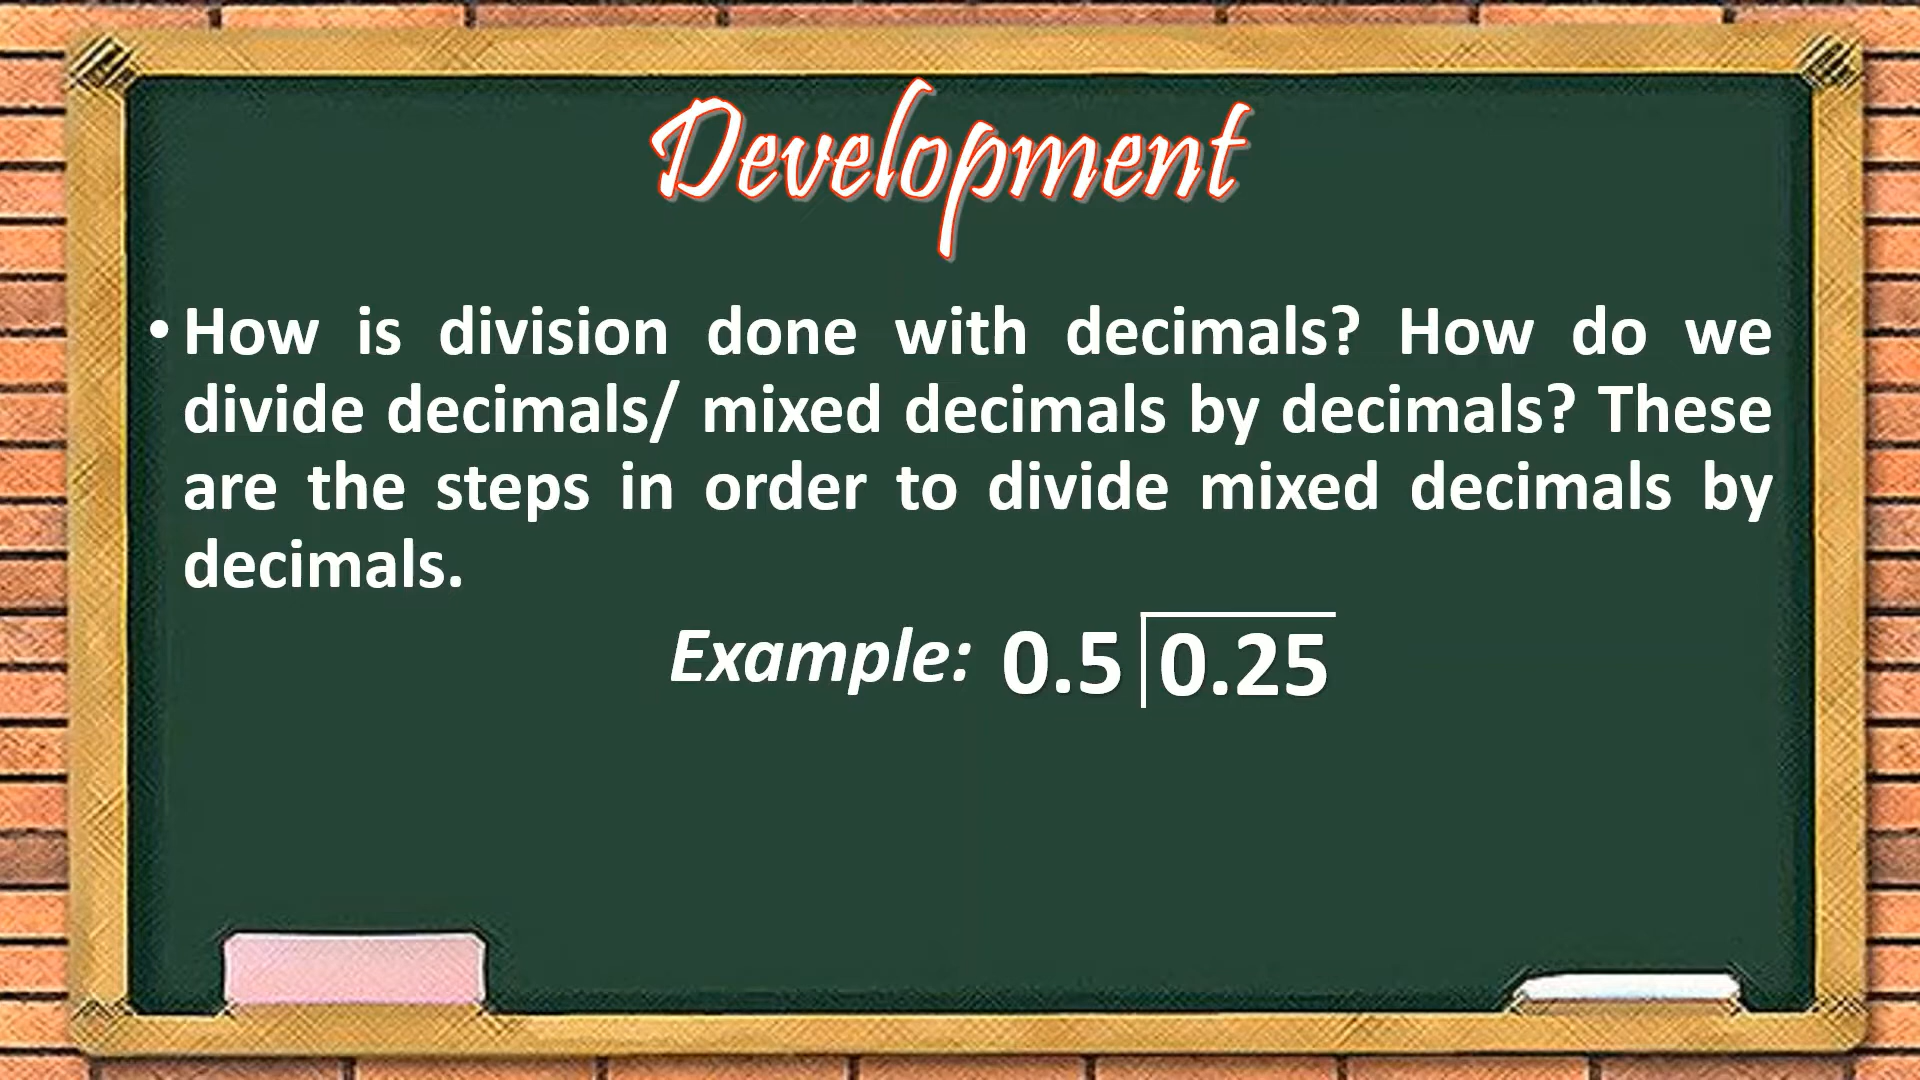 Development
• How is division done with decimals? How do we
divide decimals/ mixed decimals by decimals? These
are the steps in order to divide mixed decimals by
decimals.
Example: 0.5 0.25